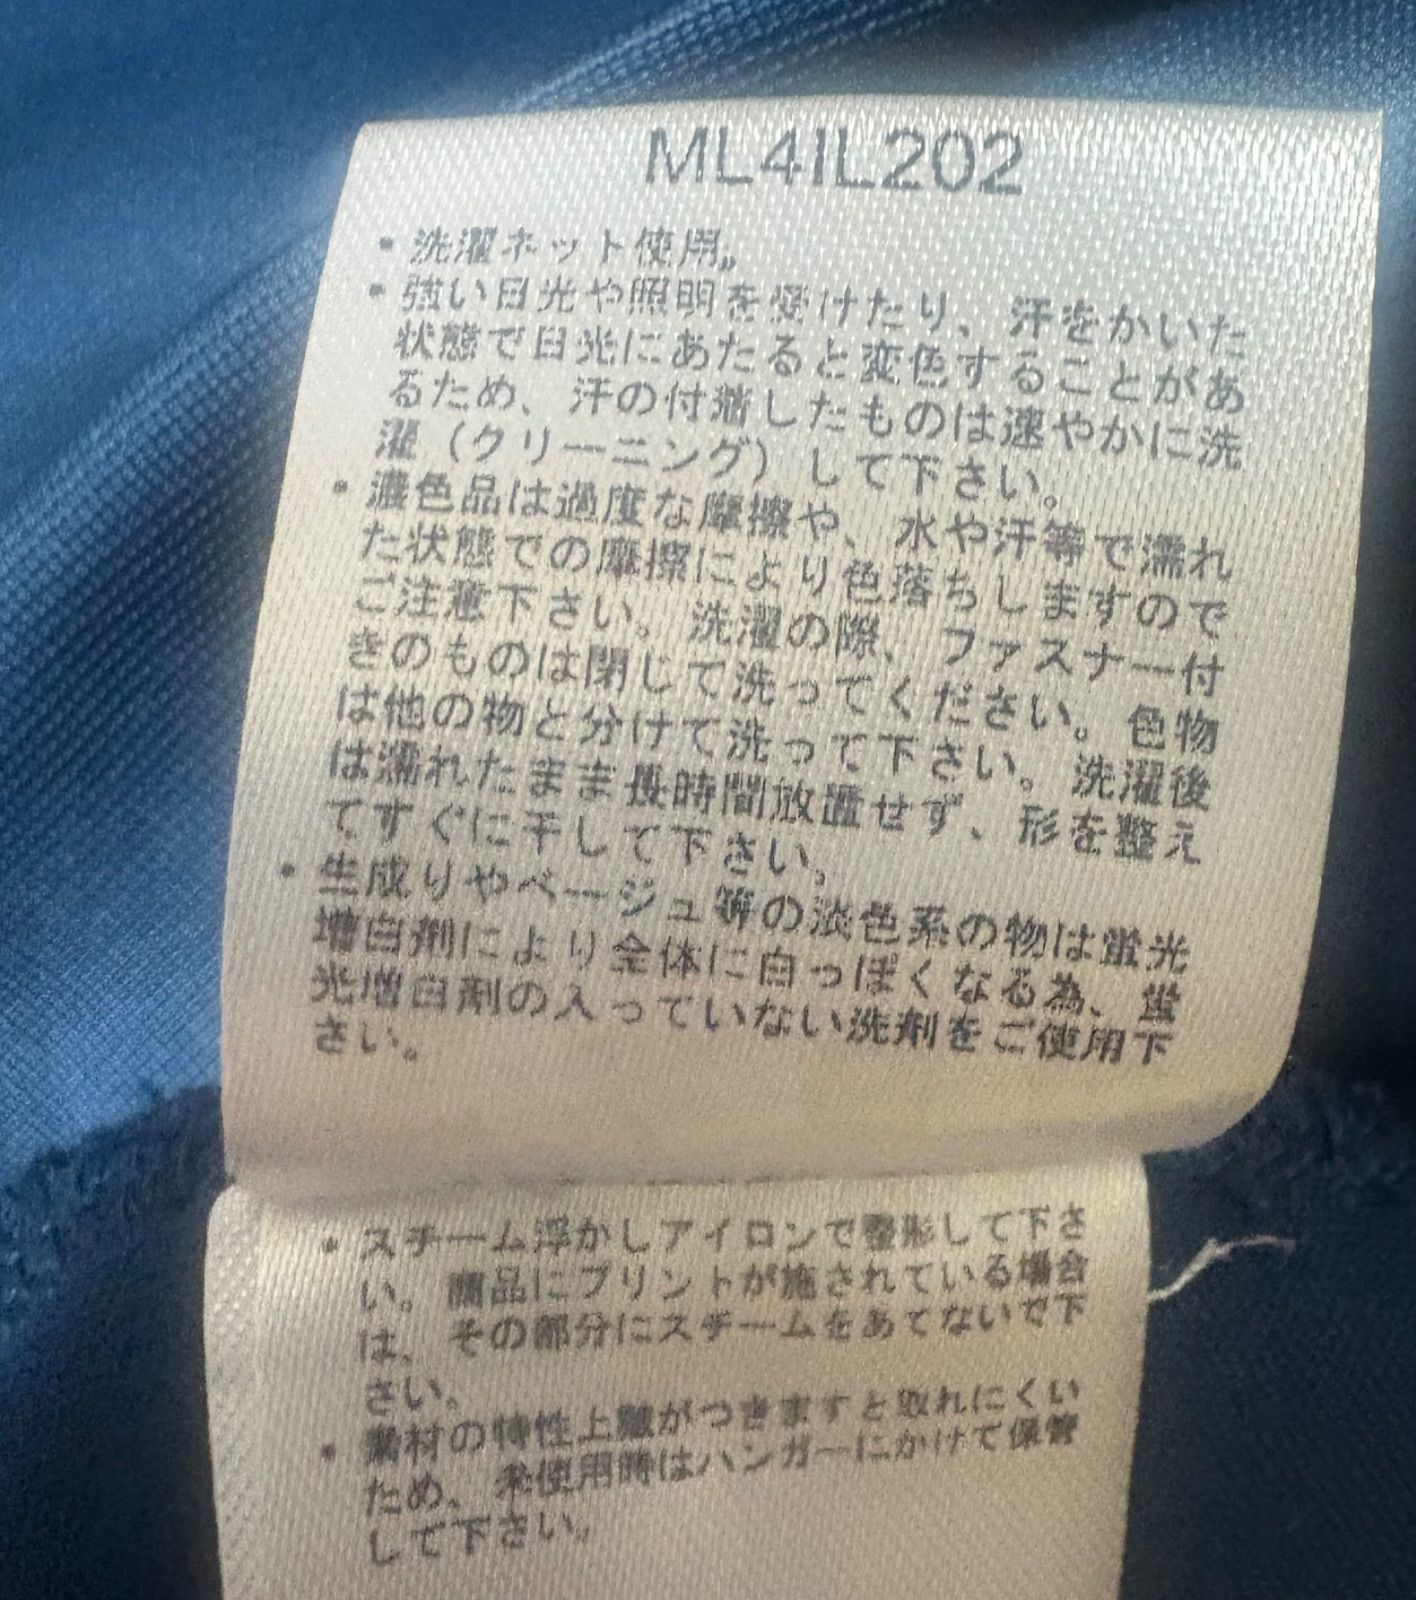 ML4IL202
・洗濯ネット使用。
・強い日光や照明を受けたり、汗をかいた
状態で日光にあたると変色することがあ
るため、汗の付着したものは速やかに洗
濯（クリーニング）して下さい。
・濃色品は過度な摩擦や、水や汗等で濡れ
た状態での摩擦により色落ちしますので
ご注意下さい。洗濯の際、ファスナー付
きのものは閉じて洗ってください。色物
は他の物と分けて洗って下さい。洗濯後
は濡れたまま長時間放置せず、形を整え
てすぐに干して下さい。
・生成りやベージュ等の淡色系の物は蛍光
増白剤により全体に白っぽくなる為、蛍
光増白剤の入っていない洗剤をご使用下
さい。
・スチーム浮かしアイロンで整形して下さ
い。商品にプリントが施されている場合
は、その部分にスチームをあてないで下
さい。
・素材の特性上皺がつきますと取れにくい
ため、未使用時はハンガーにかけて保管
して下さい。